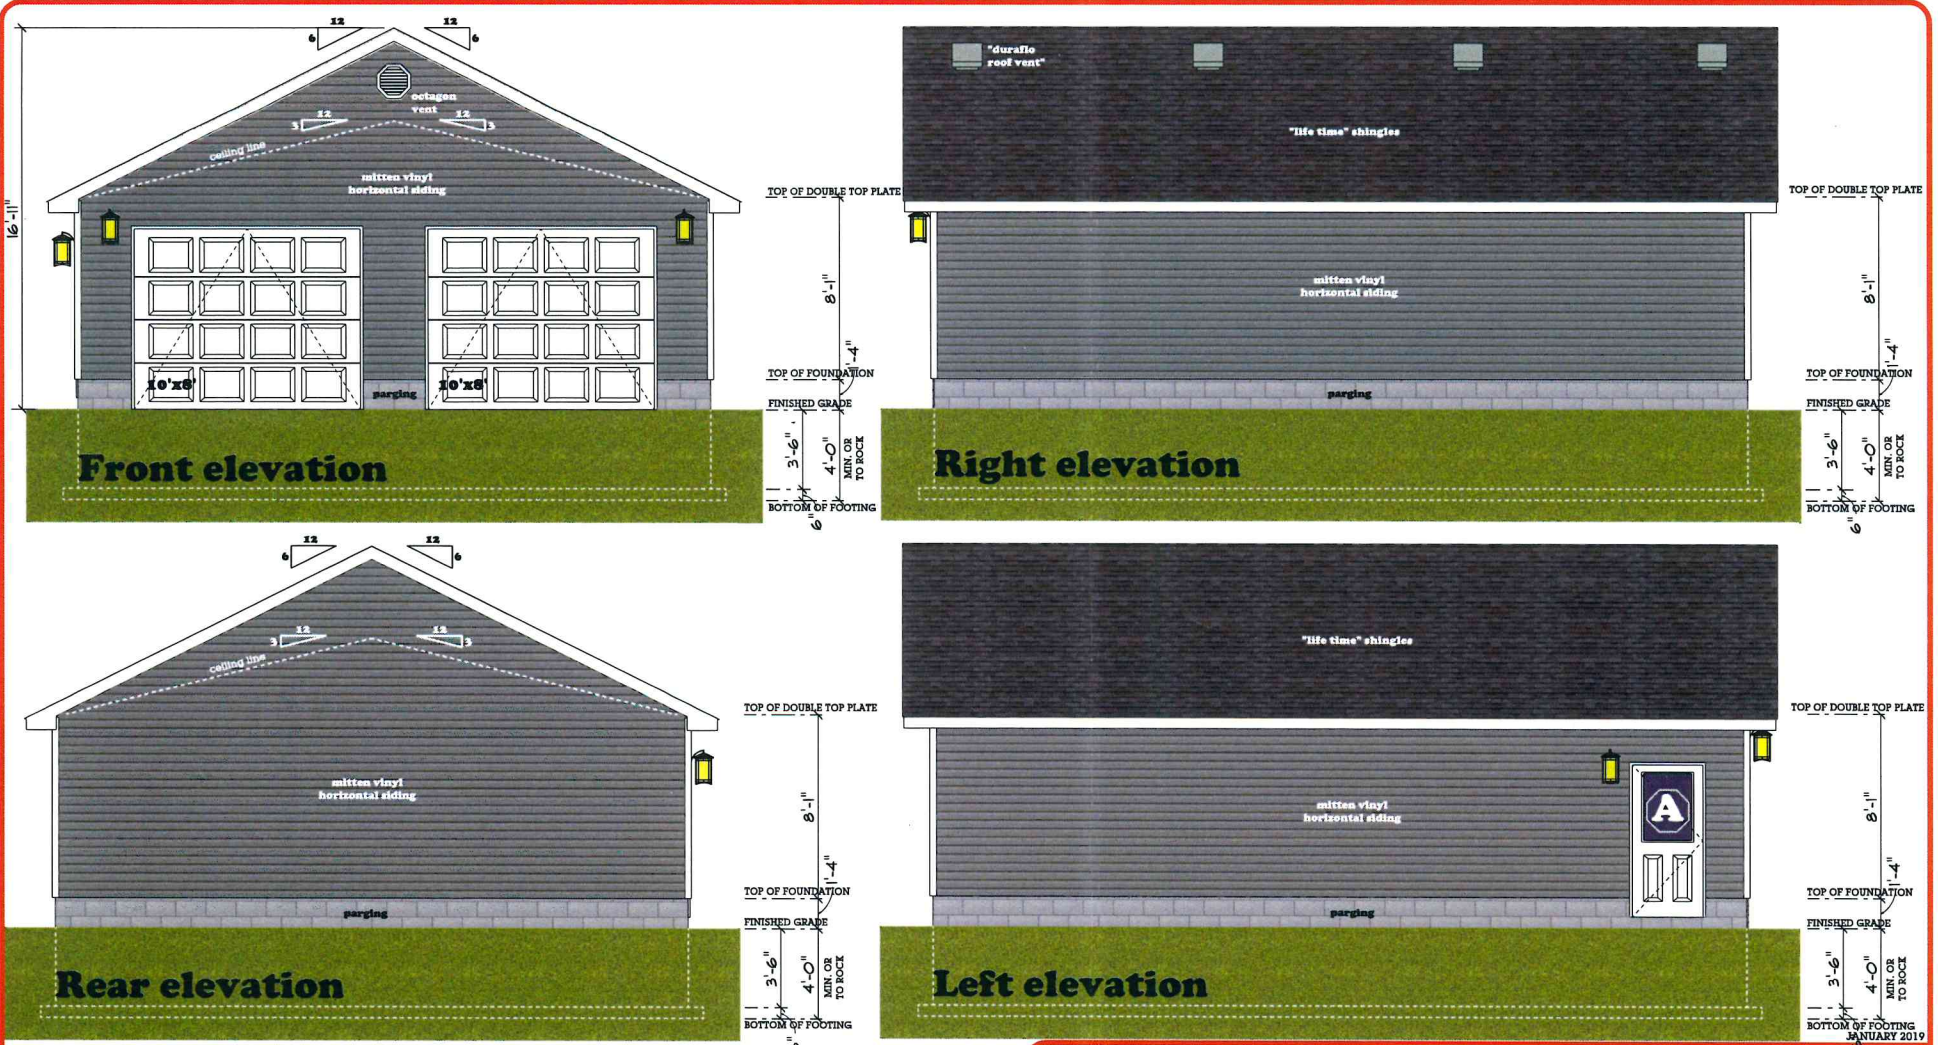 12
6
12
6
octagon
vent
12
3
12
3
ceiling line
mitten vinyl
horizontal siding
16'-11"
10'x8'
10'x8'
parging
TOP OF DOUBLE TOP PLATE
8'-1"
1'-4"
TOP OF FOUNDATION
FINISHED GRADE
3'-6"
4'-0"
MIN. OR
TO ROCK
BOTTOM OF FOOTING
6"
Front elevation
"duraflo
roof vent"
"life time" shingles
mitten vinyl
horizontal siding
parging
TOP OF DOUBLE TOP PLATE
8'-1"
1'-4"
TOP OF FOUNDATION
FINISHED GRADE
3'-6"
4'-0"
MIN. OR
TO ROCK
BOTTOM OF FOOTING
6"
Right elevation
12
6
12
6
12
3
12
3
ceiling line
mitten vinyl
horizontal siding
parging
TOP OF DOUBLE TOP PLATE
8'-1"
1'-4"
TOP OF FOUNDATION
FINISHED GRADE
3'-6"
4'-0"
MIN. OR
TO ROCK
BOTTOM OF FOOTING
Rear elevation
"life time" shingles
mitten vinyl
horizontal siding
A
parging
TOP OF DOUBLE TOP PLATE
8'-1"
1'-4"
TOP OF FOUNDATION
FINISHED GRADE
3'-6"
4'-0"
MIN. OR
TO ROCK
BOTTOM OF FOOTING
Left elevation
JANUARY 2019